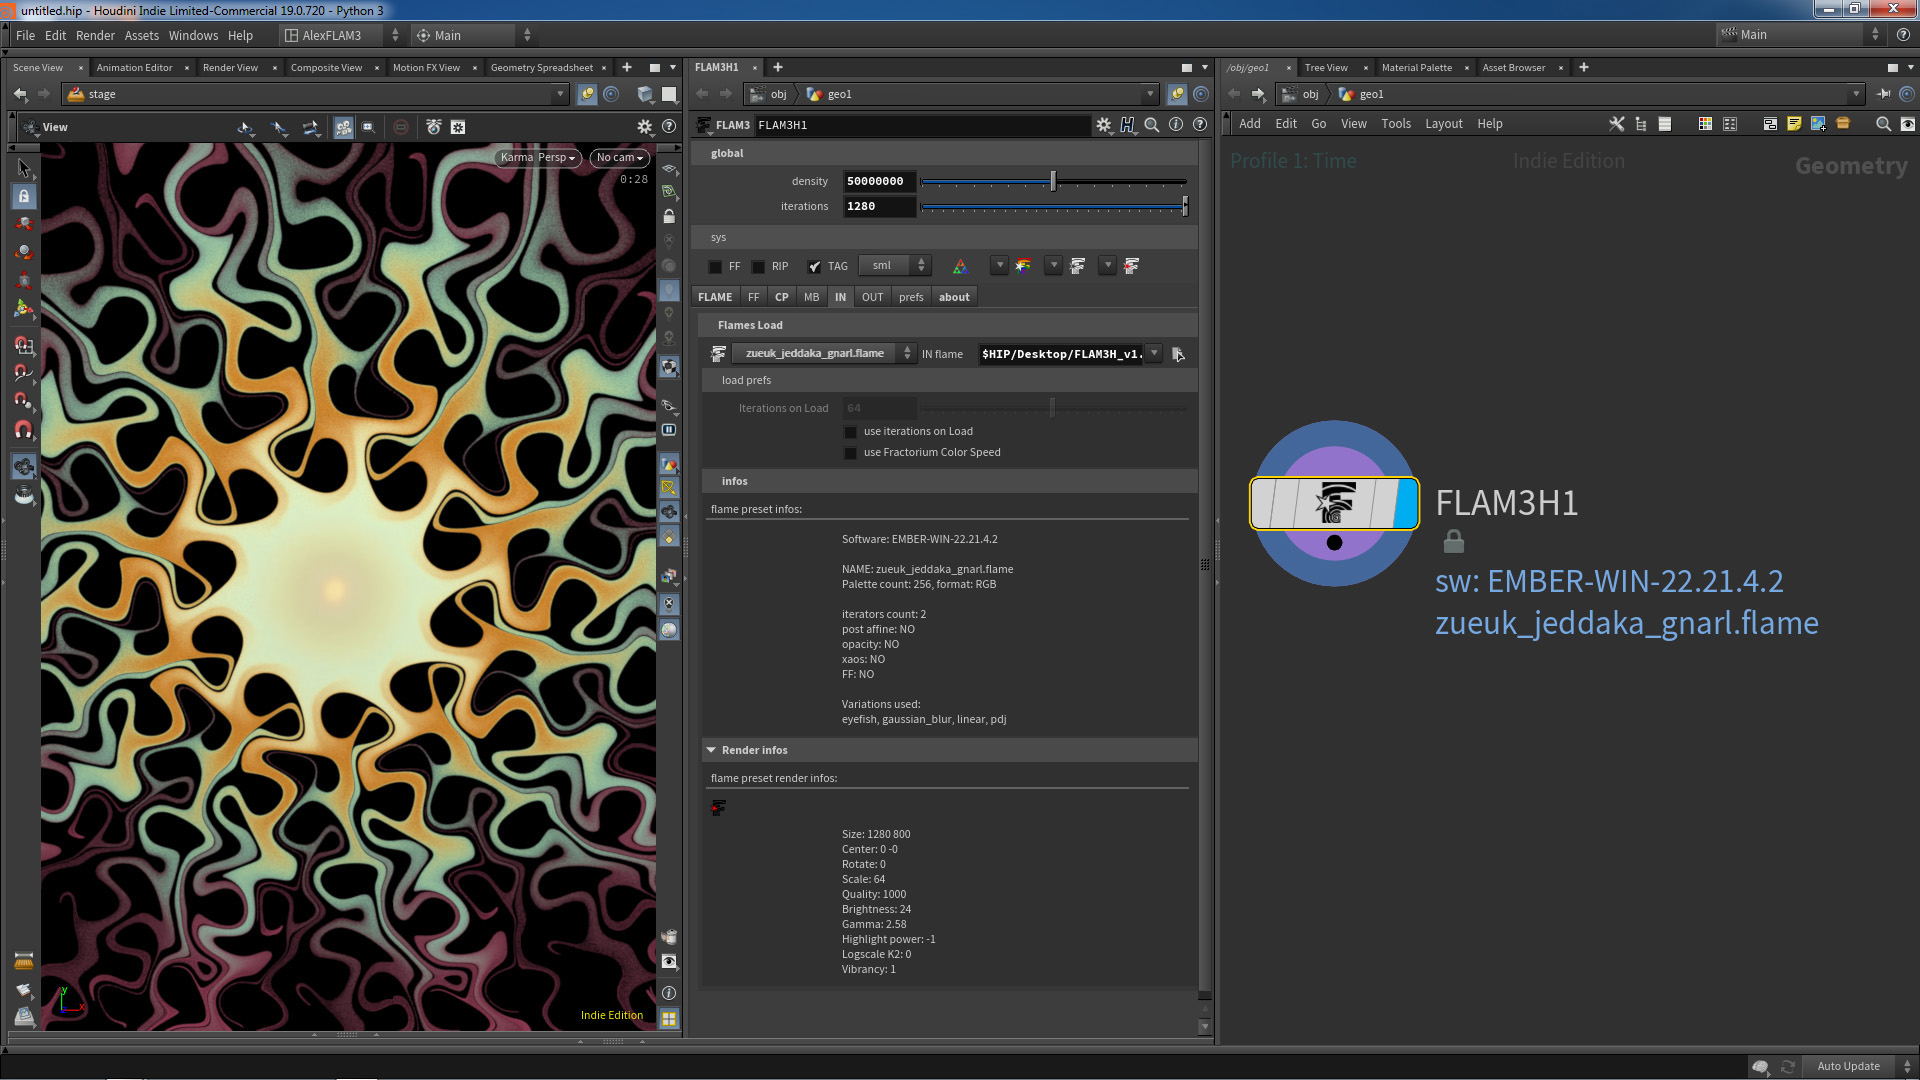 untitled.hip - Houdini Indie Limited-Commercial 19.0.720 - Python 3
File Edit Render Assets Windows Help AlexFLAM3 Main Main
Scene View Animation Editor Render View Composite View Motion FX View Geometry Spreadsheet
stage
View
Karma Persp No cam
0:28
Indie Edition
FLAM3H1
obj geo1
FLAM3 FLAM3H1
global
density 50000000
iterations 1280
sys
FF RIP TAG sml
FLAME FF CP MB IN OUT prefs about
Flames Load
zueuk_jeddaka_gnarl.flame IN flame $HIP/Desktop/FLAM3H_v1.
load prefs
Iterations on Load 64
use iterations on Load
use Fractorium Color Speed
infos
flame preset infos:
Software: EMBER-WIN-22.21.4.2
NAME: zueuk_jeddaka_gnarl.flame
Palette count: 256, format: RGB
iterators count: 2
post affine: NO
opacity: NO
xaos: NO
FF: NO
Variations used:
eyefish, gaussian_blur, linear, pdj
Render infos
flame preset render infos:
Size: 1280 800
Center: 0 -0
Rotate: 0
Scale: 64
Quality: 1000
Brightness: 24
Gamma: 2.58
Highlight power: -1
Logscale K2: 0
Vibrancy: 1
/obj/geo1 Tree View Material Palette Asset Browser
obj geo1
Add Edit Go View Tools Layout Help
Profile 1: Time Indie Edition Geometry
FLAM3H1
sw: EMBER-WIN-22.21.4.2
zueuk_jeddaka_gnarl.flame
Auto Update